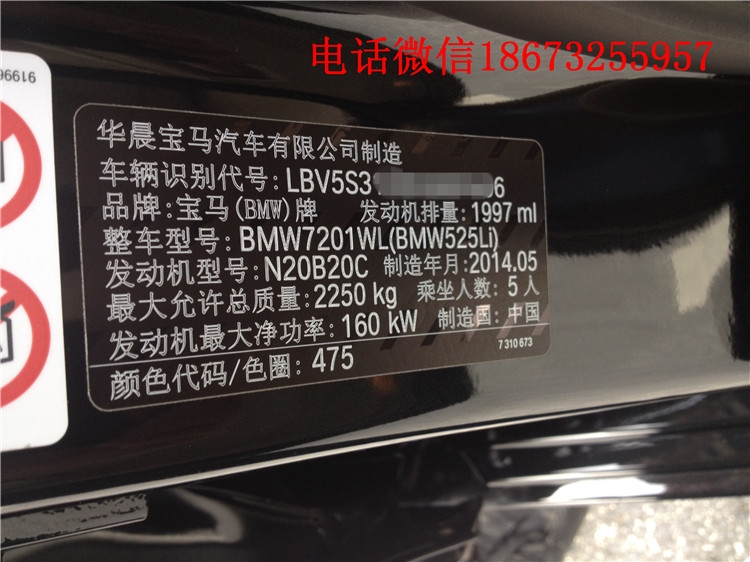 电话微信18673255957
91996
华晨宝马汽车有限公司制造
车辆识别代号:LBV5S3 6
品牌:宝马(BMW)牌 发动机排量:1997 ml
整车型号:BMW7201WL(BMW525Li)
发动机型号:N20B20C 制造年月:2014.05
最大允许总质量:2250 kg 乘坐人数:5人
发动机最大净功率:160 kW 制造国:中国
7 310 673
颜色代码/色圈:475